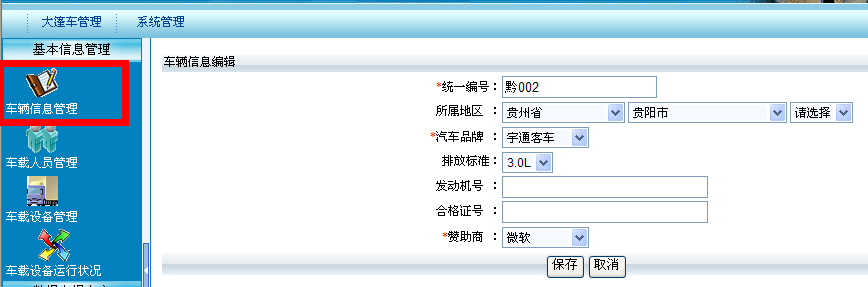 大篷车管理 系统管理
基本信息管理
车辆信息管理
车载人员管理
车载设备管理
车载设备运行状况
车辆信息编辑
*统一编号: 黔002
所属地区 : 贵州省 贵阳市 请选择
*汽车品牌 : 宇通客车
排放标准: 3.0L
发动机号 :
合格证号 :
*赞助商 : 微软
保存 取消